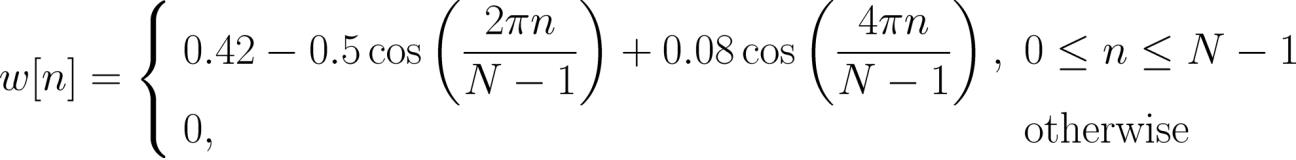 w[n] = { 0.42 − 0.5 cos(2πn / N − 1) + 0.08 cos(4πn / N − 1), 0 ≤ n ≤ N − 1
0, otherwise